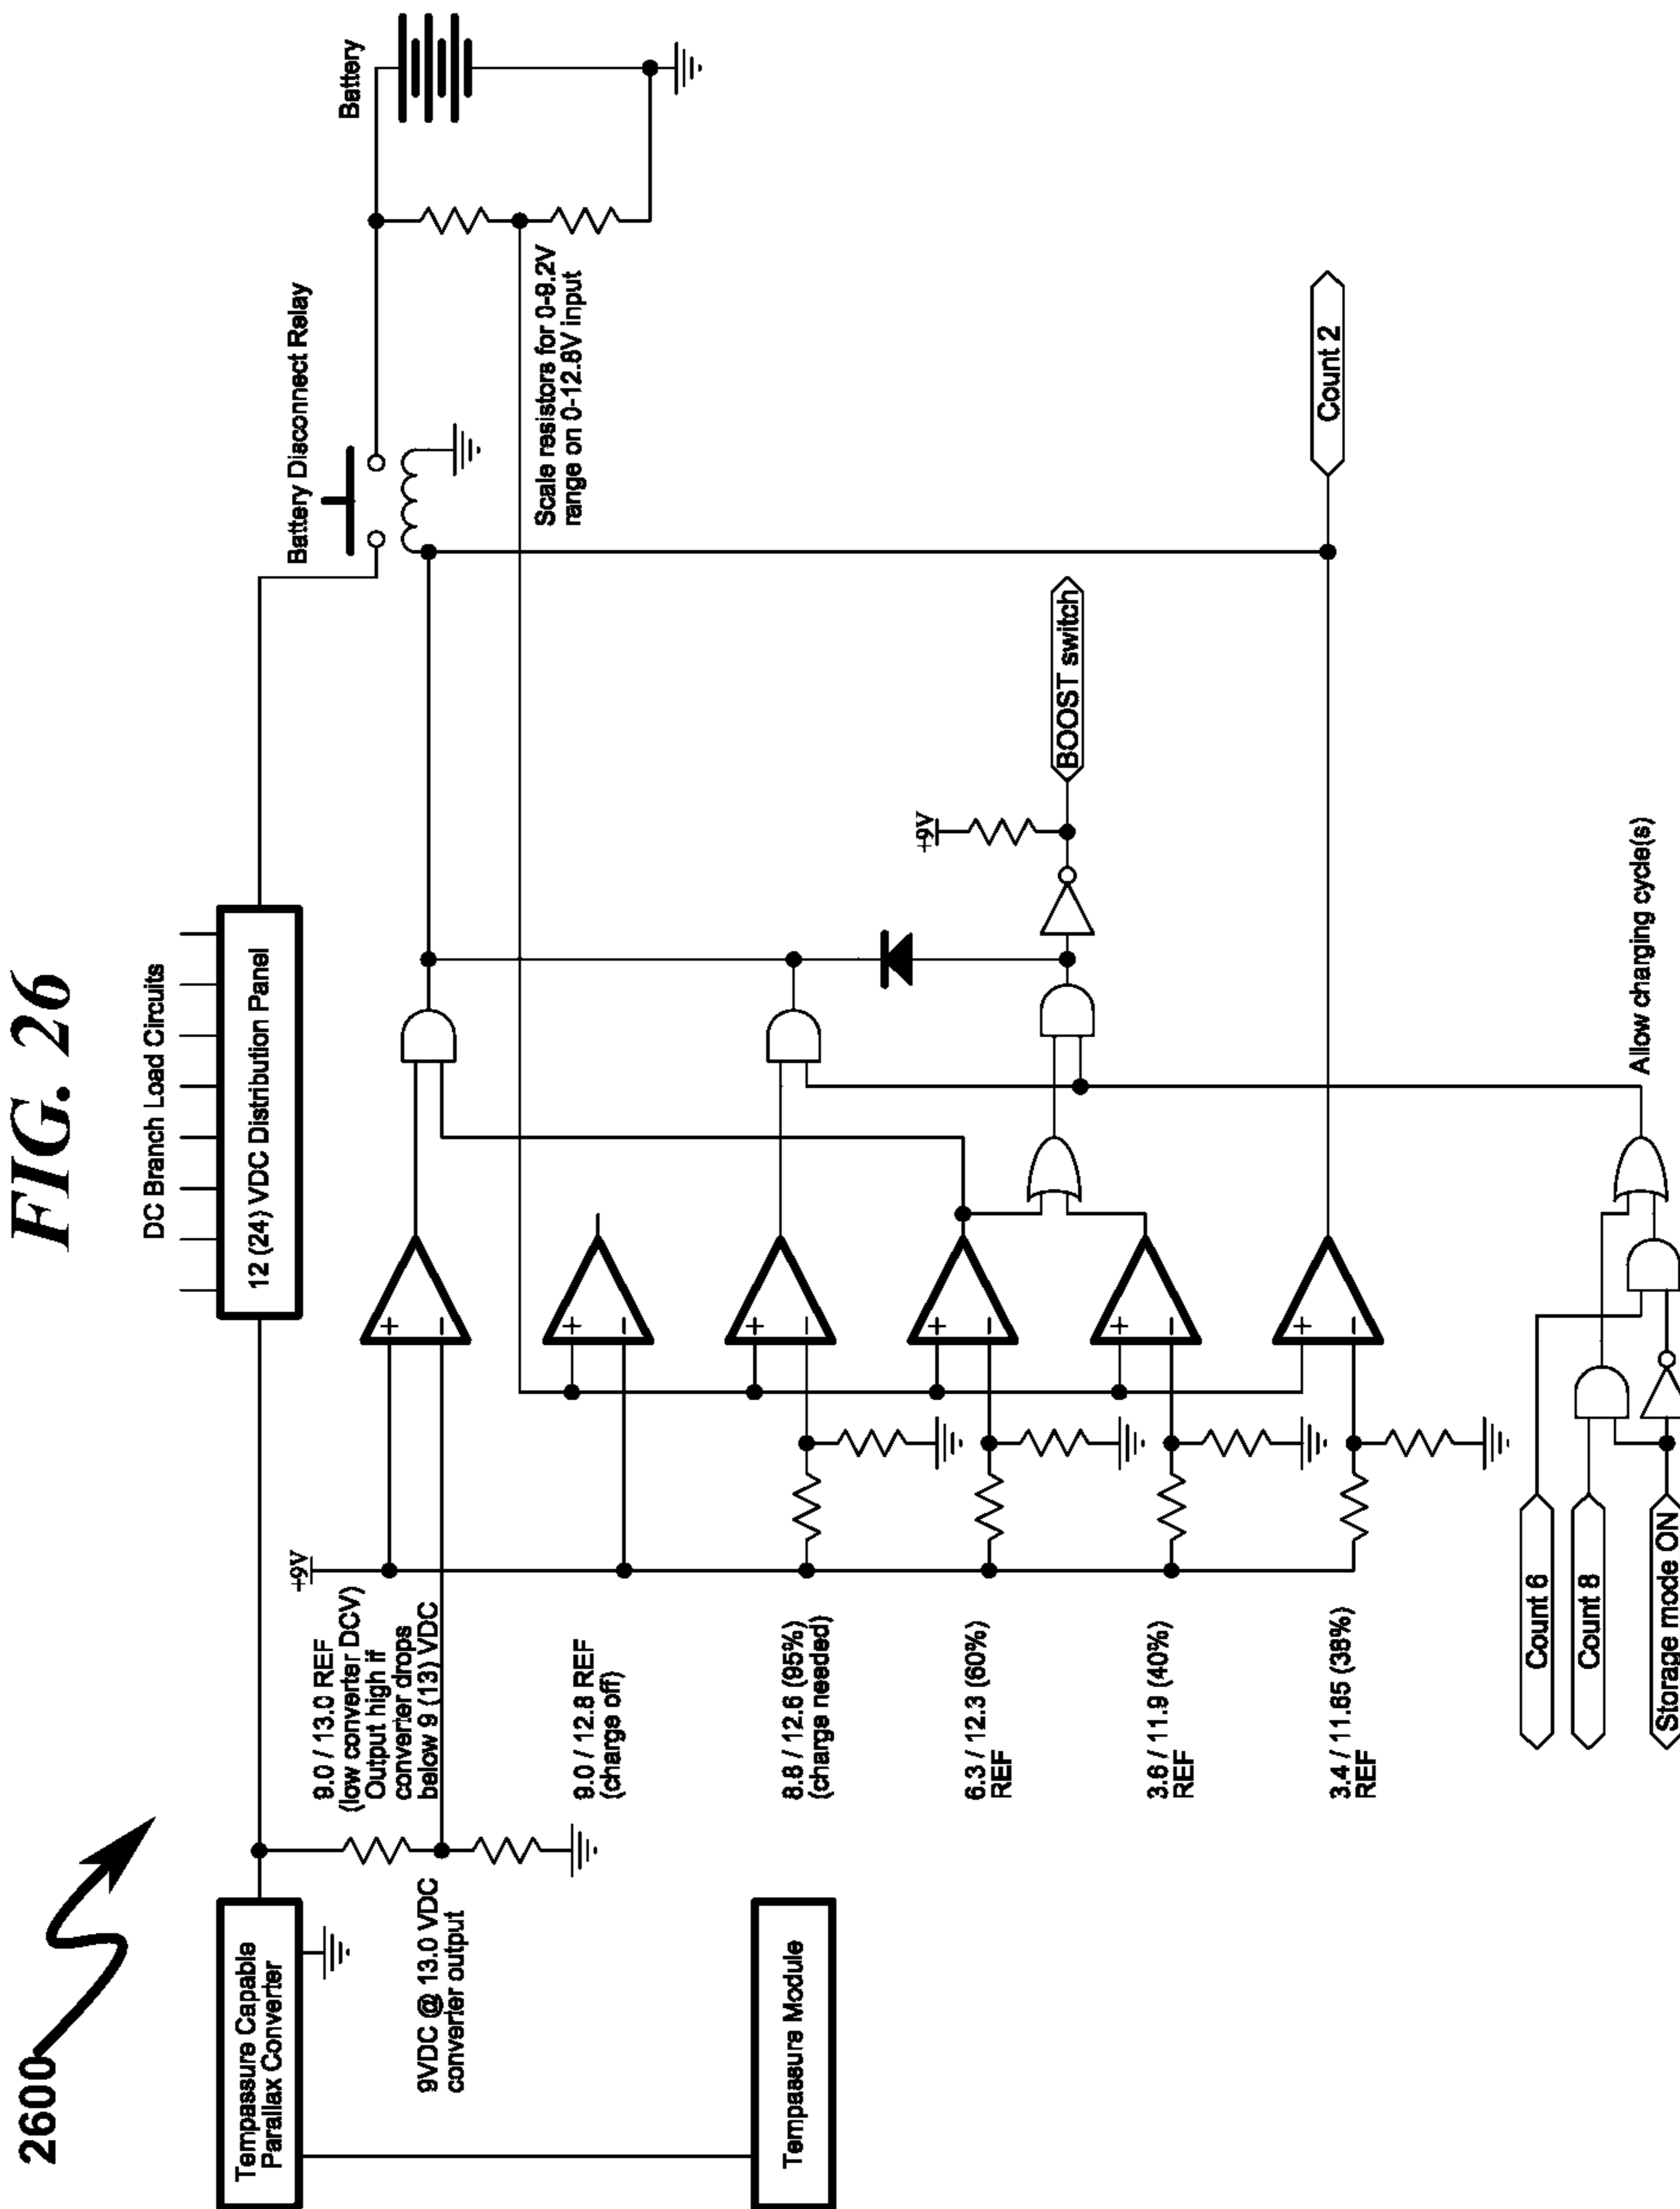 FIG. 26
2600
Tempassure Capable
Parallax Converter
DC Branch Load Circuits
12 (24) VDC Distribution Panel
Battery Disconnect Relay
Battery
9VDC @ 13.0 VDC
converter output
Tempassure Module
+9V
9.0 / 13.0 REF
(low converter DCV)
Output high if
converter drops
below 9 (13) VDC
9.0 / 12.8 REF
(charge off)
8.8 / 12.6 (95%)
(charge needed)
6.3 / 12.3 (60%)
REF
3.6 / 11.9 (40%)
REF
3.4 / 11.65 (38%)
REF
+
–
+
–
+
–
+
–
+
–
+
–
Scale resistors for 0-9.2V
range on 0-12.8V input
+9V
BOOST switch
Count 2
Count 6
Count 8
Storage mode ON
Allow charging cycle(s)